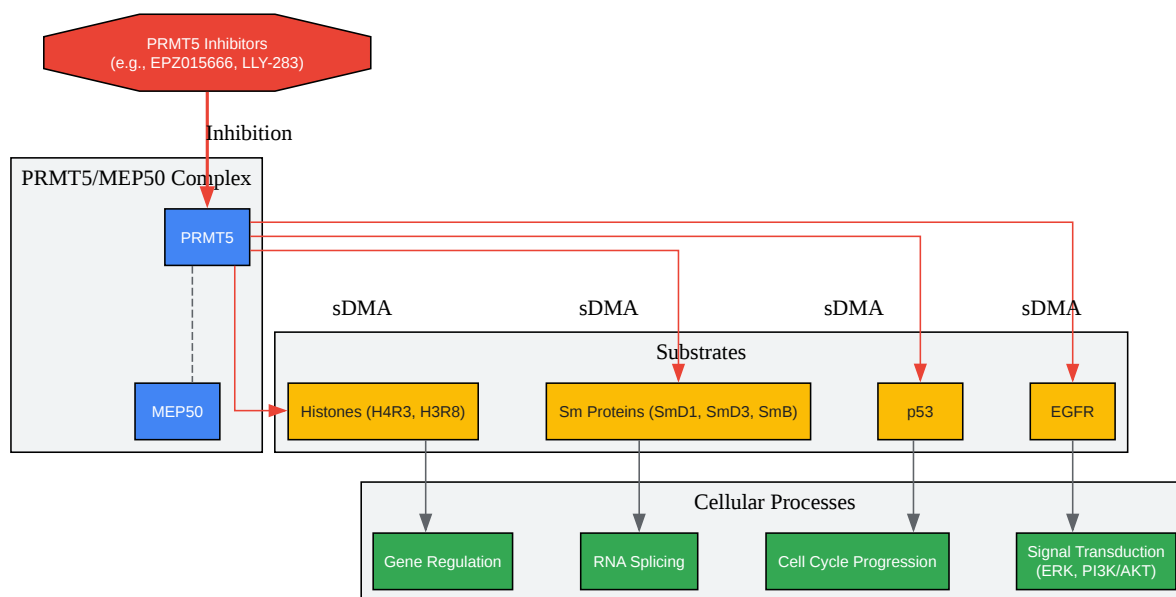 PRMT5 Inhibitors
(e.g., EPZ015666, LLY-283)
Inhibition
PRMT5/MEP50 Complex
PRMT5
sDMA
sDMA
sDMA
sDMA
Substrates
MEP50
Histones (H4R3, H3R8)
Sm Proteins (SmD1, SmD3, SmB)
p53
EGFR
Cellular Processes
Gene Regulation
RNA Splicing
Cell Cycle Progression
Signal Transduction
(ERK, PI3K/AKT)